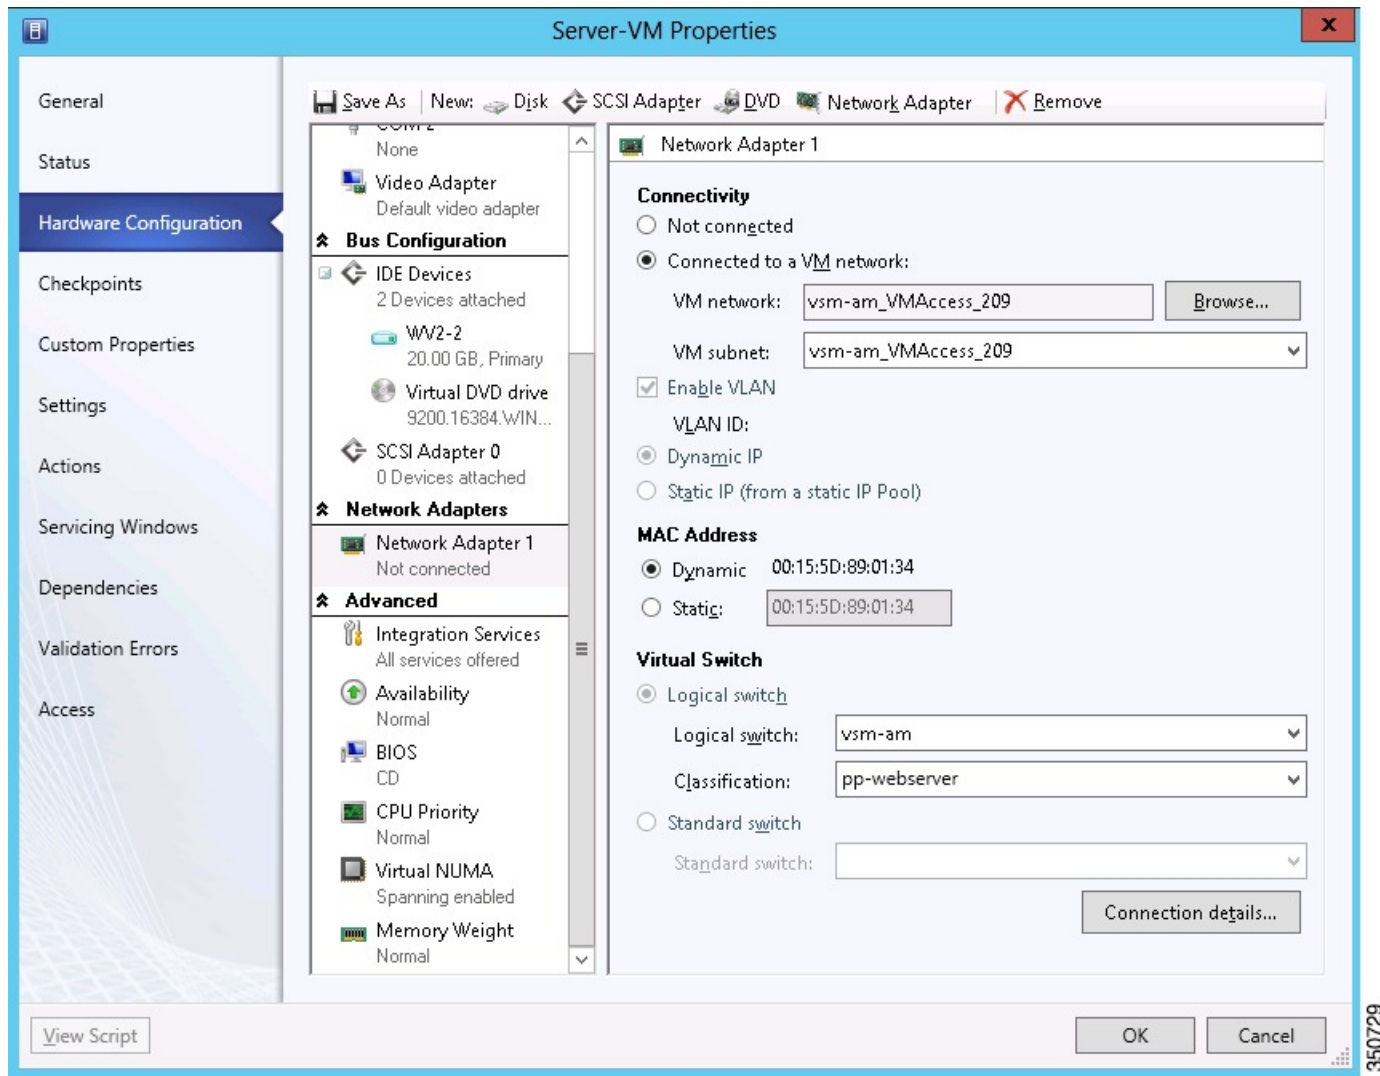 Server-VM Properties
X
General
Status
Hardware Configuration
Checkpoints
Custom Properties
Settings
Actions
Servicing Windows
Dependencies
Validation Errors
Access
Save As New: Disk SCSI Adapter DVD Network Adapter Remove
COM 2
None
Video Adapter
Default video adapter
Bus Configuration
IDE Devices
2 Devices attached
WV2-2
20.00 GB, Primary
Virtual DVD drive
9200.16384.WIN...
SCSI Adapter 0
0 Devices attached
Network Adapters
Network Adapter 1
Not connected
Advanced
Integration Services
All services offered
Availability
Normal
BIOS
CD
CPU Priority
Normal
Virtual NUMA
Spanning enabled
Memory Weight
Normal
Network Adapter 1
Connectivity
Not connected
Connected to a VM network:
VM network: vsm-am_VMAccess_209 Browse...
VM subnet: vsm-am_VMAccess_209
Enable VLAN
VLAN ID:
Dynamic IP
Static IP (from a static IP Pool)
MAC Address
Dynamic 00:15:5D:89:01:34
Static: 00:15:5D:89:01:34
Virtual Switch
Logical switch
Logical switch: vsm-am
Classification: pp-webserver
Standard switch
Standard switch:
Connection details...
View Script
OK Cancel
350729